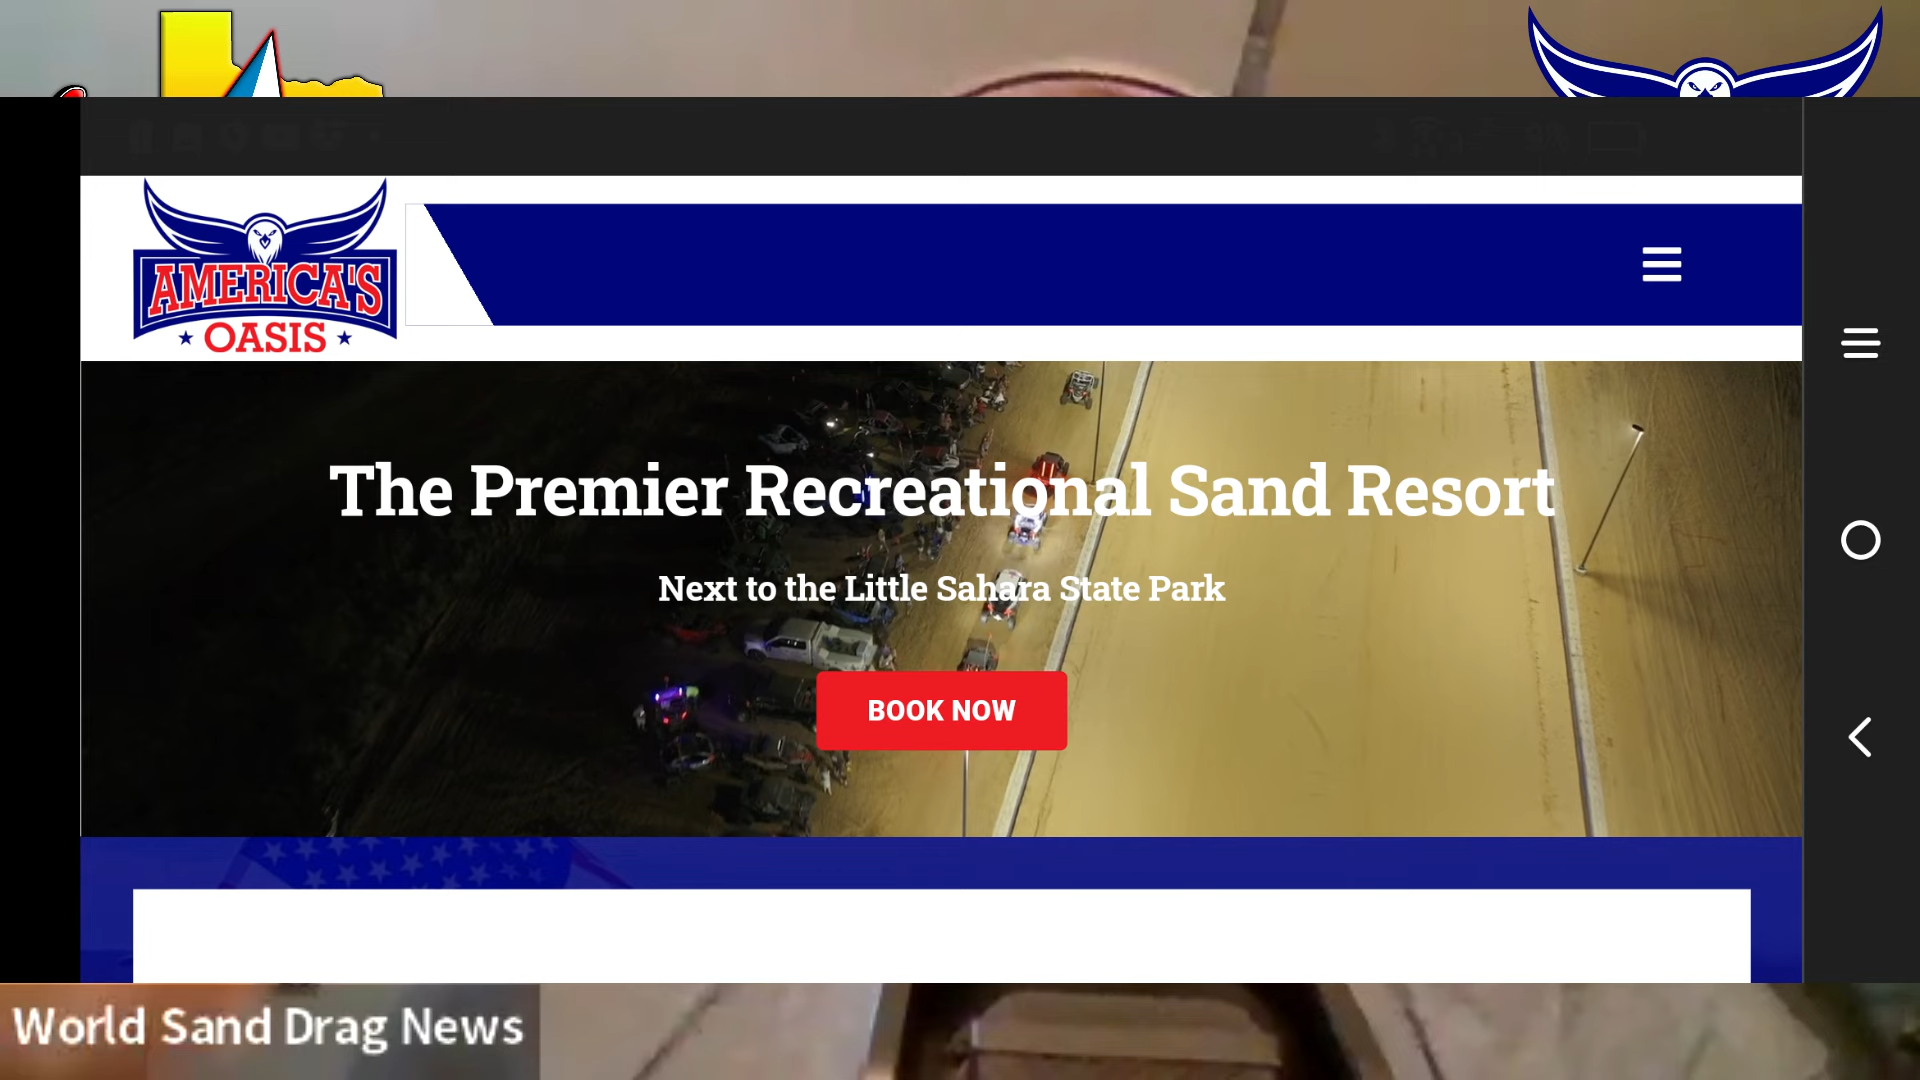 AMERICA'S
OASIS
The Premier Recreational Sand Resort
Next to the Little Sahara State Park
BOOK NOW
World Sand Drag News